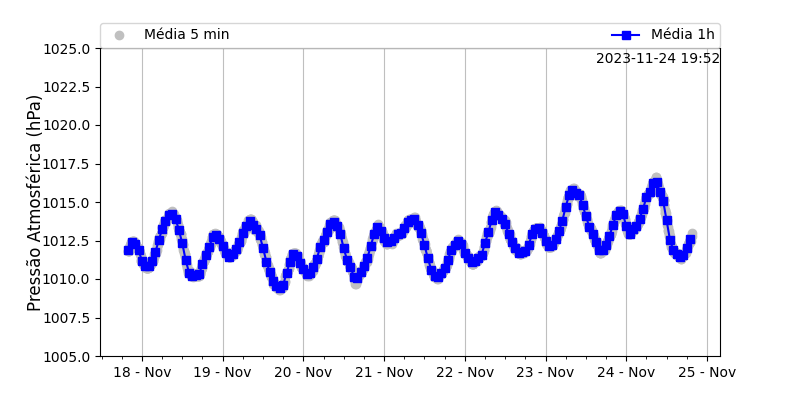 Média 5 min
Média 1h
2023-11-24 19:52
Pressão Atmosférica (hPa)
1025.0
1022.5
1020.0
1017.5
1015.0
1012.5
1010.0
1007.5
1005.0
18 - Nov
19 - Nov
20 - Nov
21 - Nov
22 - Nov
23 - Nov
24 - Nov
25 - Nov